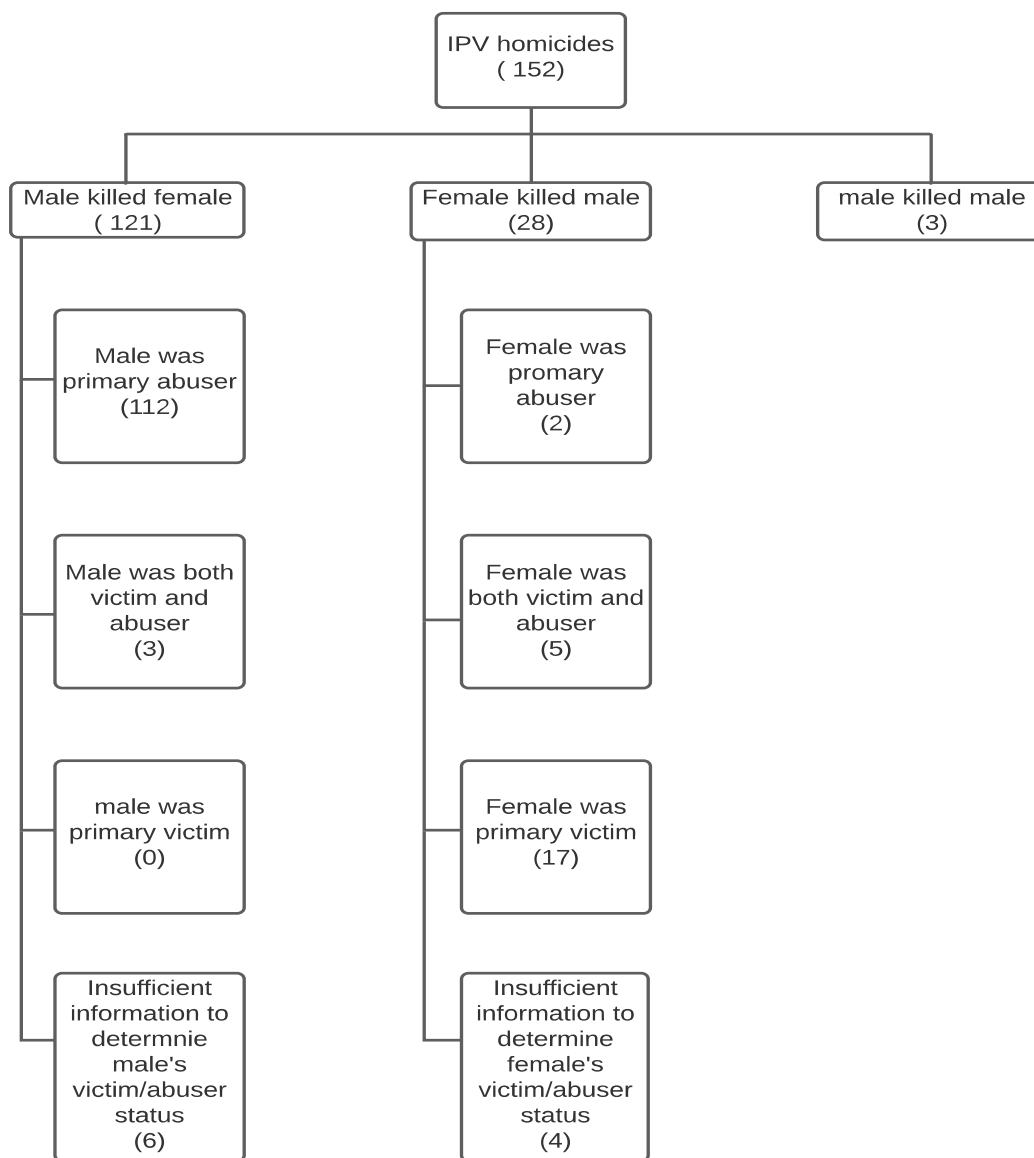 IPV homicides
( 152)
Male killed female
( 121)
Female killed male
(28)
male killed male
(3)
Male was
primary abuser
(112)
Female was
promary
abuser
(2)
Male was both
victim and
abuser
(3)
Female was
both victim and
abuser
(5)
male was
primary victim
(0)
Female was
primary victim
(17)
Insufficient
information to
determnie
male's
victim/abuser
status
(6)
Insufficient
information to
determine
female's
victim/abuser
status
(4)